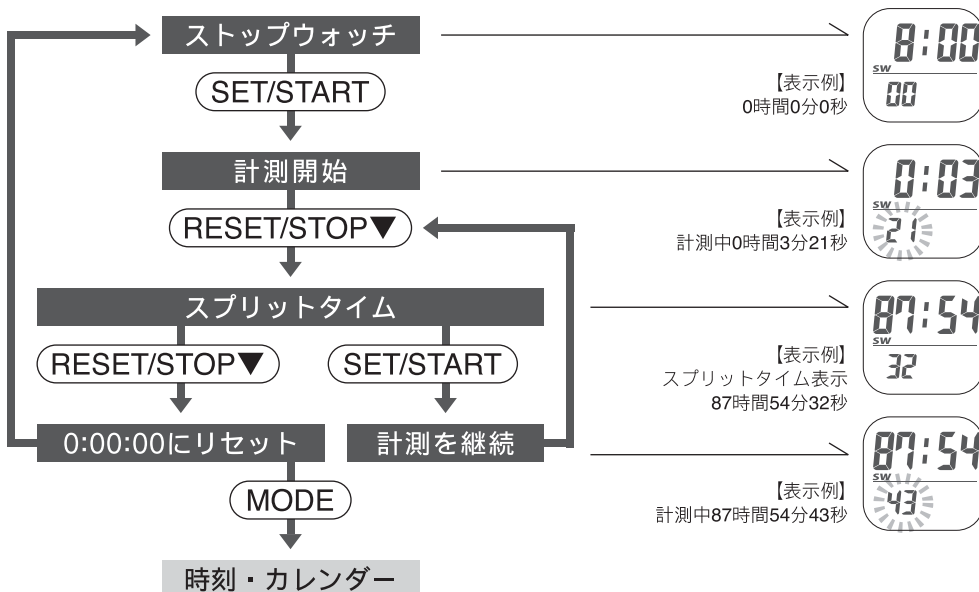 ストップウォッチ
8:00
SW
00
【表示例】
0時間0分0秒
SET/START
計測開始
0:03
SW
21
【表示例】
計測中0時間3分21秒
RESET/STOP▼
スプリットタイム
87:54
SW
32
【表示例】
スプリットタイム表示
87時間54分32秒
RESET/STOP▼
SET/START
0:00:00にリセット
計測を継続
87:54
SW
43
【表示例】
計測中87時間54分43秒
MODE
時刻・カレンダー